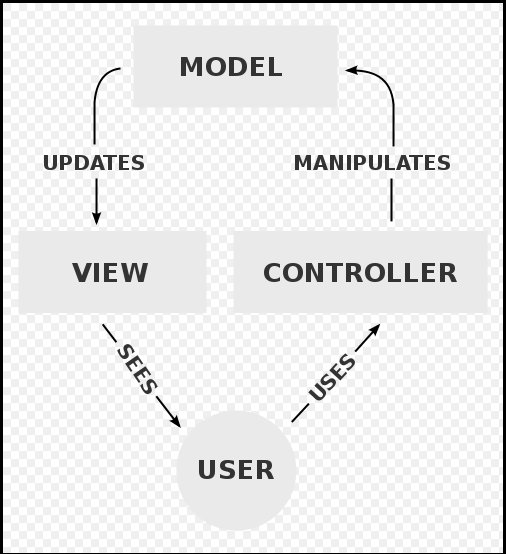 MODEL
UPDATES
MANIPULATES
VIEW
CONTROLLER
SEES
USES
USER